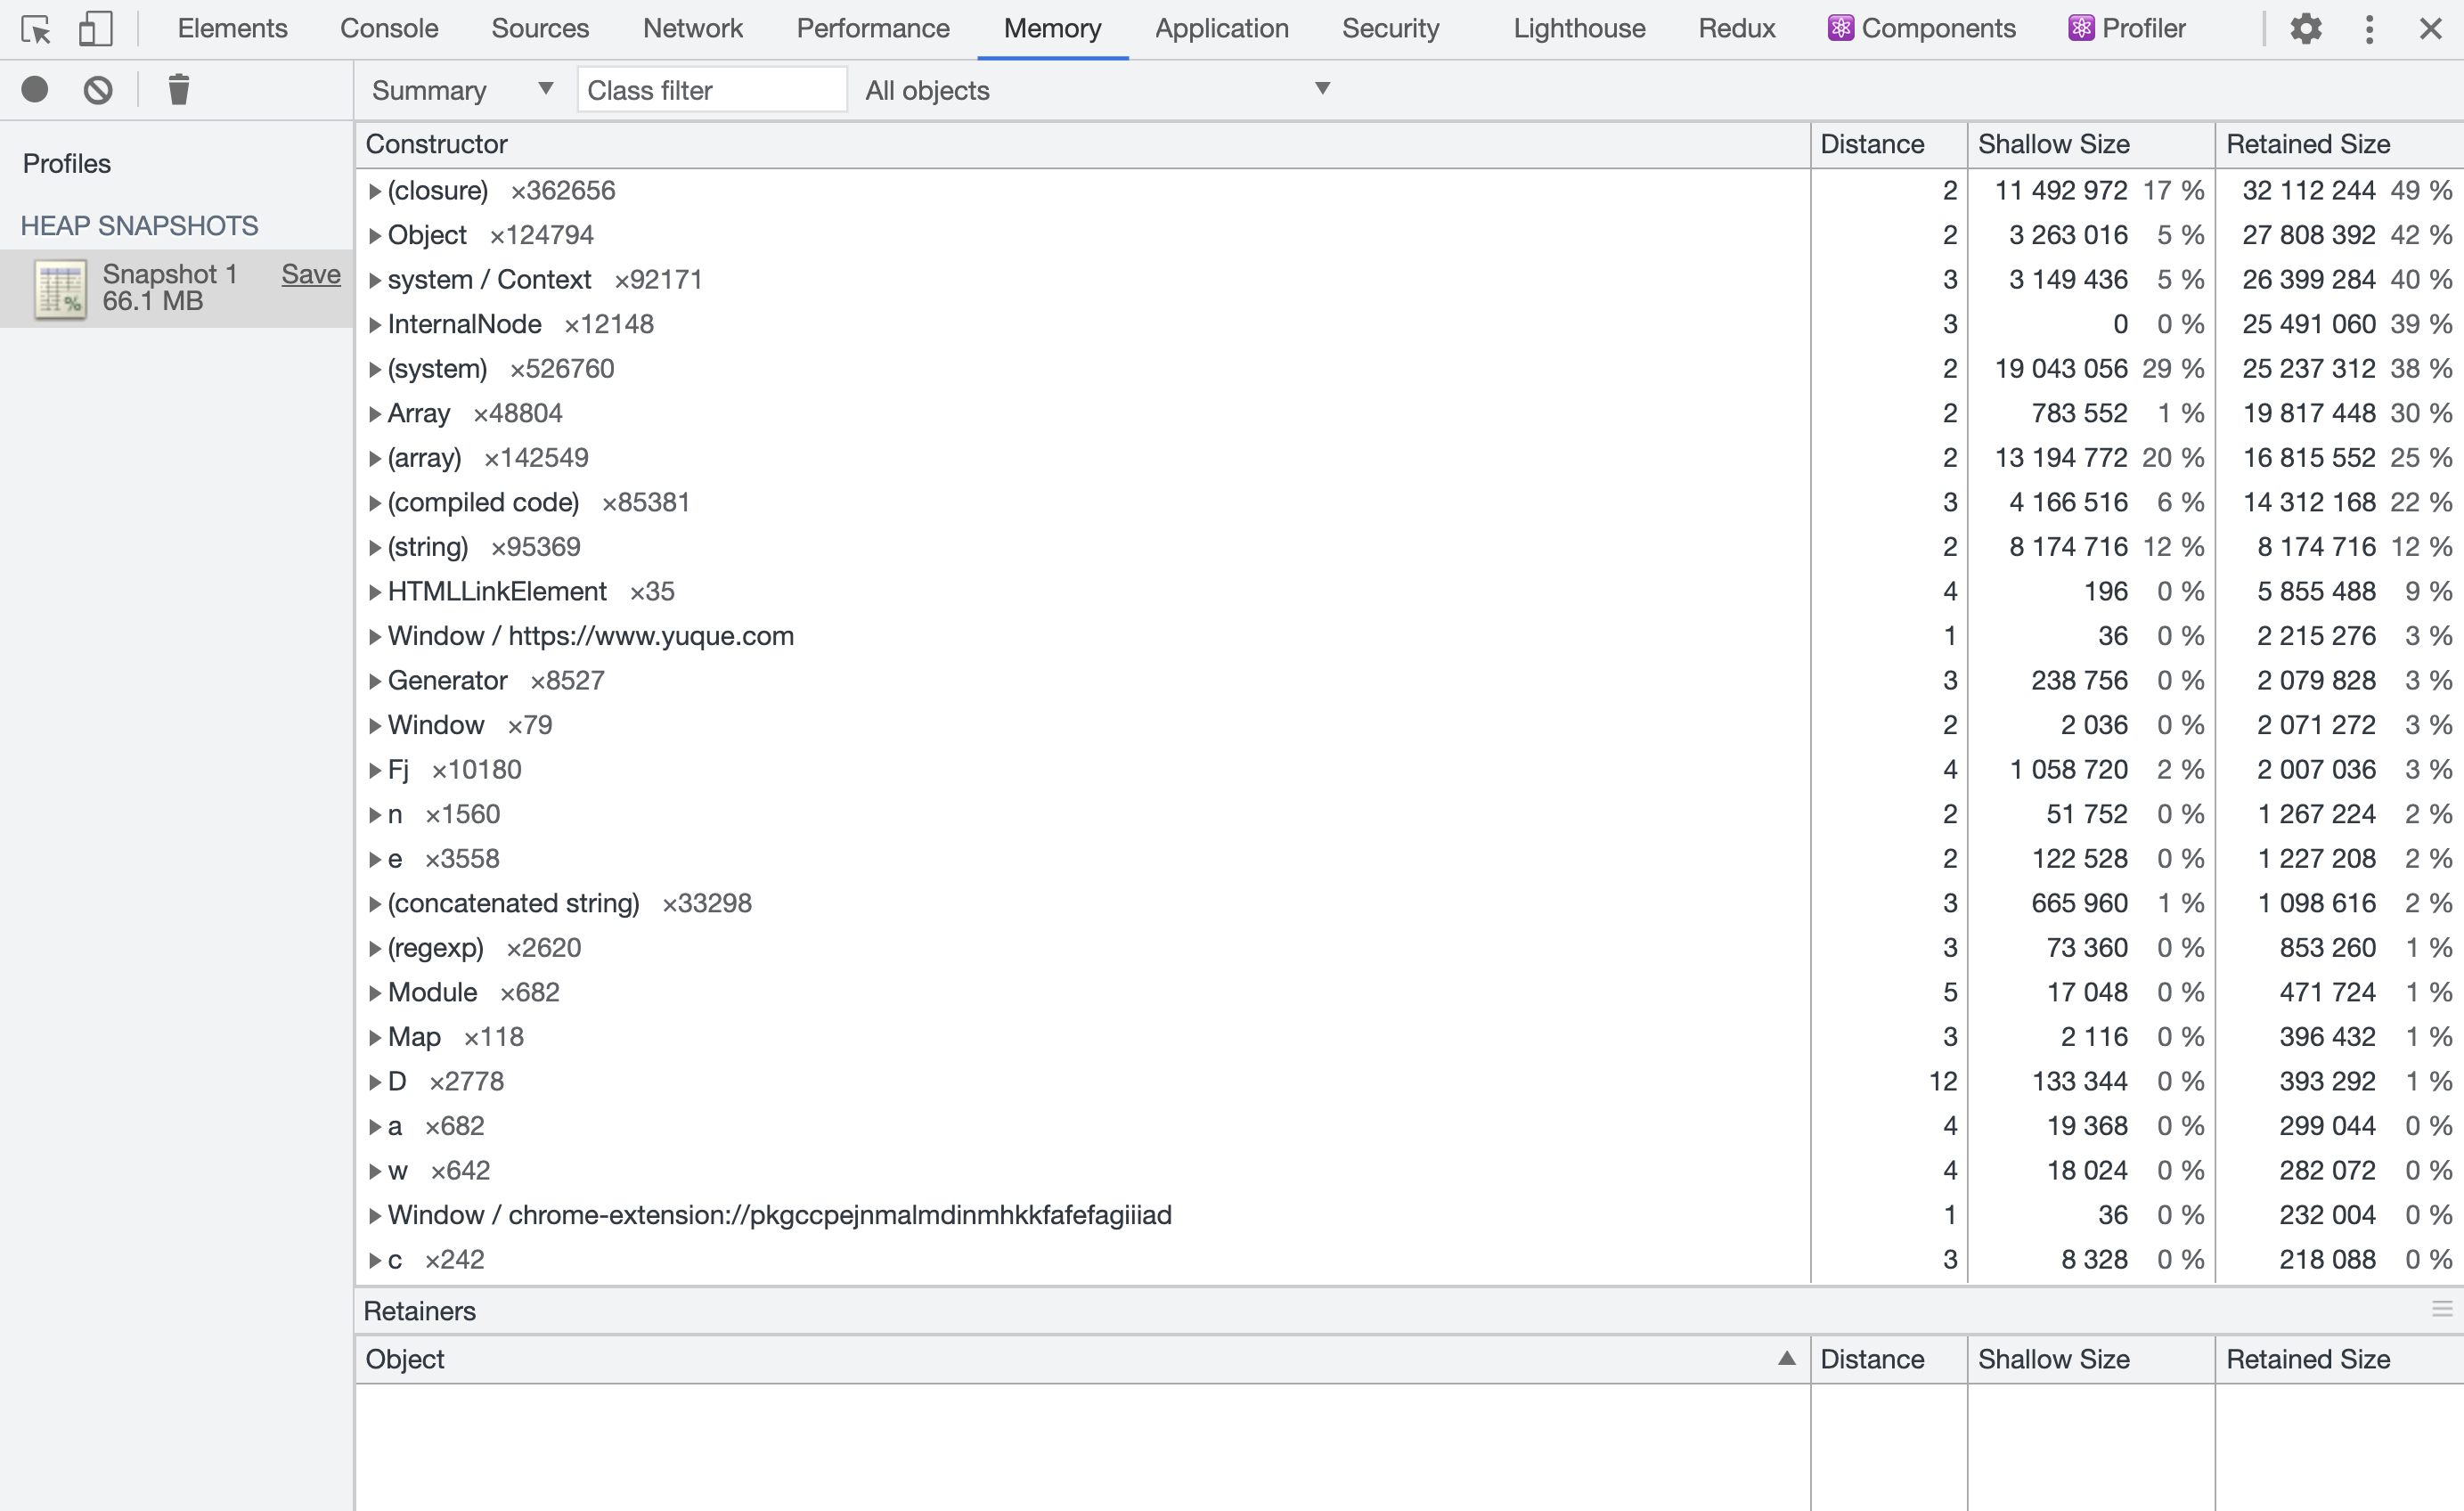 Elements Console Sources Network Performance Memory Application Security Lighthouse Redux Components Profiler
Summary Class filter All objects
Profiles
HEAP SNAPSHOTS
Snapshot 1 Save
66.1 MB
Constructor Distance Shallow Size Retained Size
(closure) ×362656 2 11 492 972 17 % 32 112 244 49 %
Object ×124794 2 3 263 016 5 % 27 808 392 42 %
system / Context ×92171 3 3 149 436 5 % 26 399 284 40 %
InternalNode ×12148 3 0 0 % 25 491 060 39 %
(system) ×526760 2 19 043 056 29 % 25 237 312 38 %
Array ×48804 2 783 552 1 % 19 817 448 30 %
(array) ×142549 2 13 194 772 20 % 16 815 552 25 %
(compiled code) ×85381 3 4 166 516 6 % 14 312 168 22 %
(string) ×95369 2 8 174 716 12 % 8 174 716 12 %
HTMLLinkElement ×35 4 196 0 % 5 855 488 9 %
Window / https://www.yuque.com 1 36 0 % 2 215 276 3 %
Generator ×8527 3 238 756 0 % 2 079 828 3 %
Window ×79 2 2 036 0 % 2 071 272 3 %
Fj ×10180 4 1 058 720 2 % 2 007 036 3 %
n ×1560 2 51 752 0 % 1 267 224 2 %
e ×3558 2 122 528 0 % 1 227 208 2 %
(concatenated string) ×33298 3 665 960 1 % 1 098 616 2 %
(regexp) ×2620 3 73 360 0 % 853 260 1 %
Module ×682 5 17 048 0 % 471 724 1 %
Map ×118 3 2 116 0 % 396 432 1 %
D ×2778 12 133 344 0 % 393 292 1 %
a ×682 4 19 368 0 % 299 044 0 %
w ×642 4 18 024 0 % 282 072 0 %
Window / chrome-extension://pkgccpejnmalmdinmhkkfafefagiiiad 1 36 0 % 232 004 0 %
c ×242 3 8 328 0 % 218 088 0 %
Retainers
Object Distance Shallow Size Retained Size